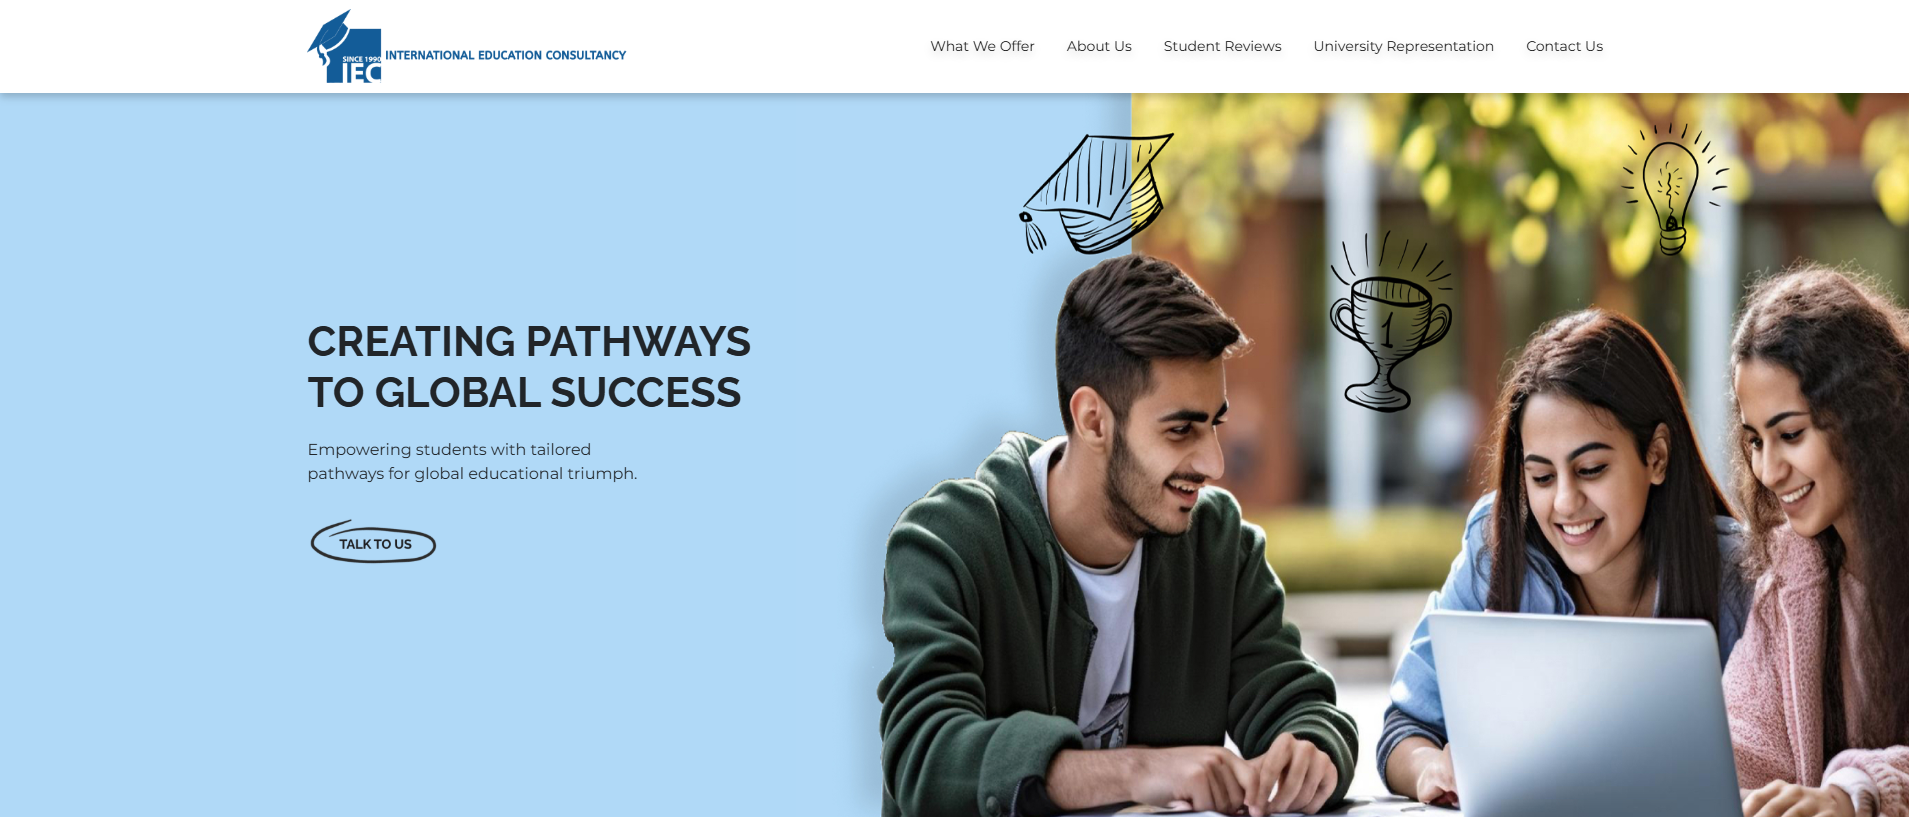 SINCE 1990
IEC
INTERNATIONAL EDUCATION CONSULTANCY
What We Offer
About Us
Student Reviews
University Representation
Contact Us
1
CREATING PATHWAYS
TO GLOBAL SUCCESS
Empowering students with tailored
pathways for global educational triumph.
TALK TO US